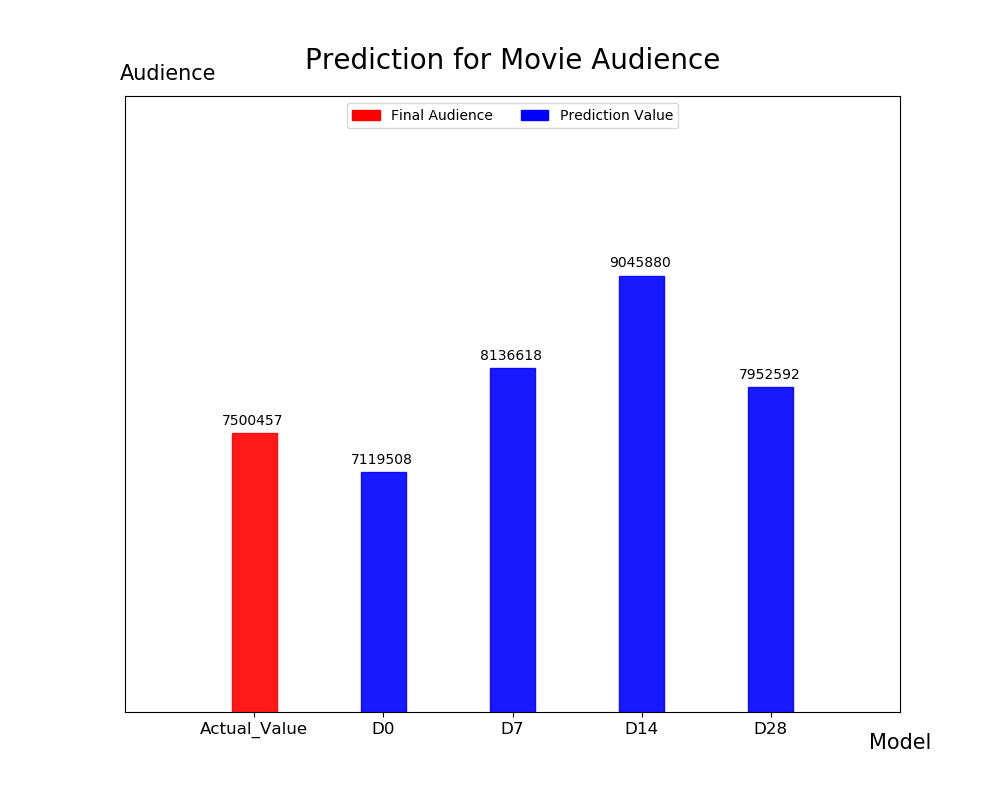 Prediction for Movie Audience
Audience
Final Audience
Prediction Value
9045880
8136618
7952592
7500457
7119508
Actual_Value
D0
D7
D14
D28
Model